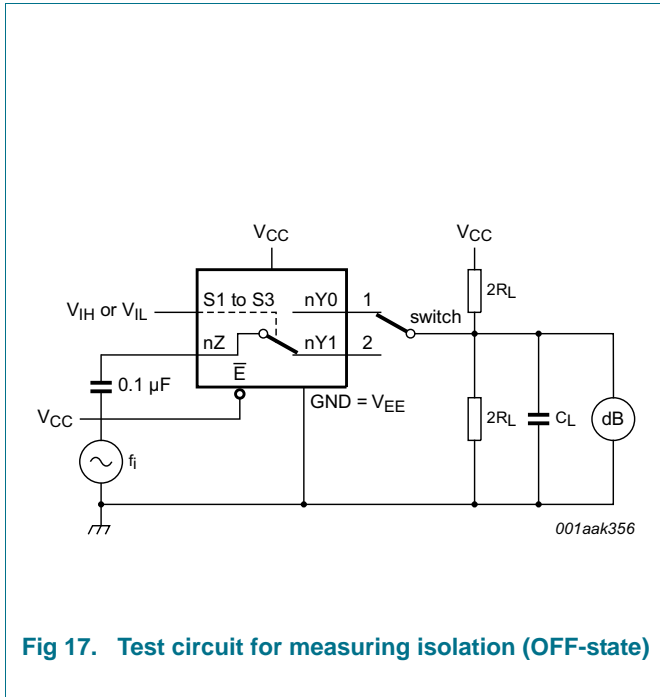 VCC
VCC
VIH or VIL
S1 to S3
nY0
1
switch
2RL
nZ
nY1
2
E
0.1 µF
GND = VEE
VCC
2RL
CL
dB
fi
001aak356
Fig 17. Test circuit for measuring isolation (OFF-state)